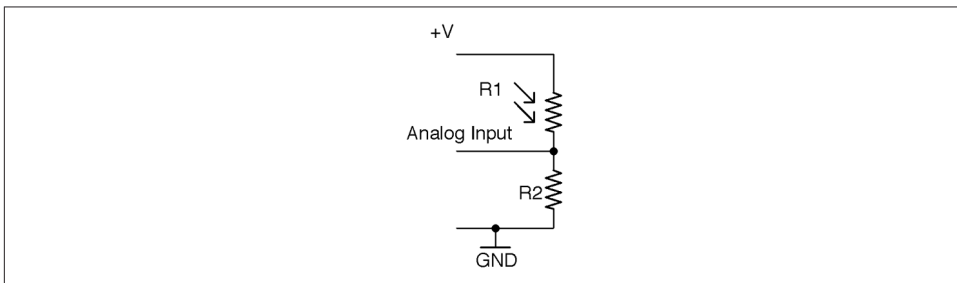 +V
R1
Analog Input
R2
GND